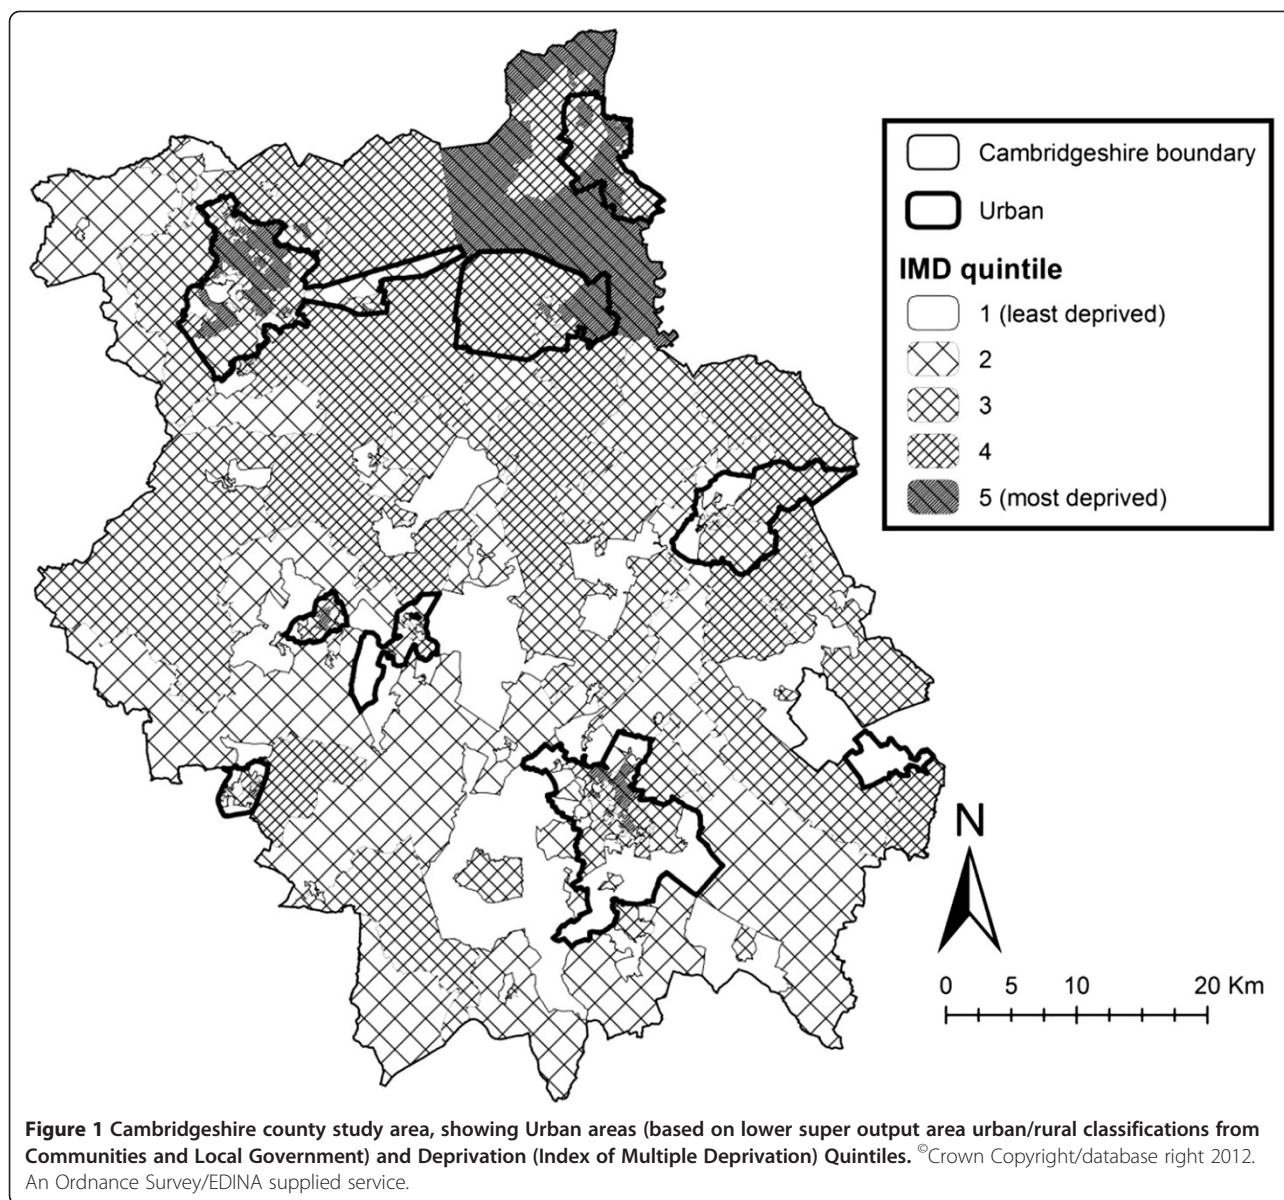 Cambridgeshire boundary
Urban
IMD quintile
1 (least deprived)
2
3
4
5 (most deprived)
N
0 5 10 20 Km
Figure 1 Cambridgeshire county study area, showing Urban areas (based on lower super output area urban/rural classifications from
Communities and Local Government) and Deprivation (Index of Multiple Deprivation) Quintiles. ©Crown Copyright/database right 2012.
An Ordnance Survey/EDINA supplied service.